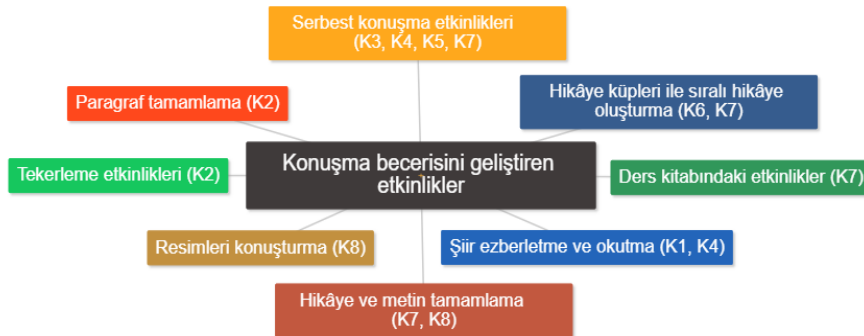 Serbest konuşma etkinlikleri
(K3, K4, K5, K7)
Paragraf tamamlama (K2)
Hikâye küpleri ile sıralı hikâye
oluşturma (K6, K7)
Tekerleme etkinlikleri (K2)
Konuşma becerisini geliştiren
etkinlikler
Ders kitabındaki etkinlikler (K7)
Resimleri konuşturma (K8)
Şiir ezberletme ve okutma (K1, K4)
Hikâye ve metin tamamlama
(K7, K8)